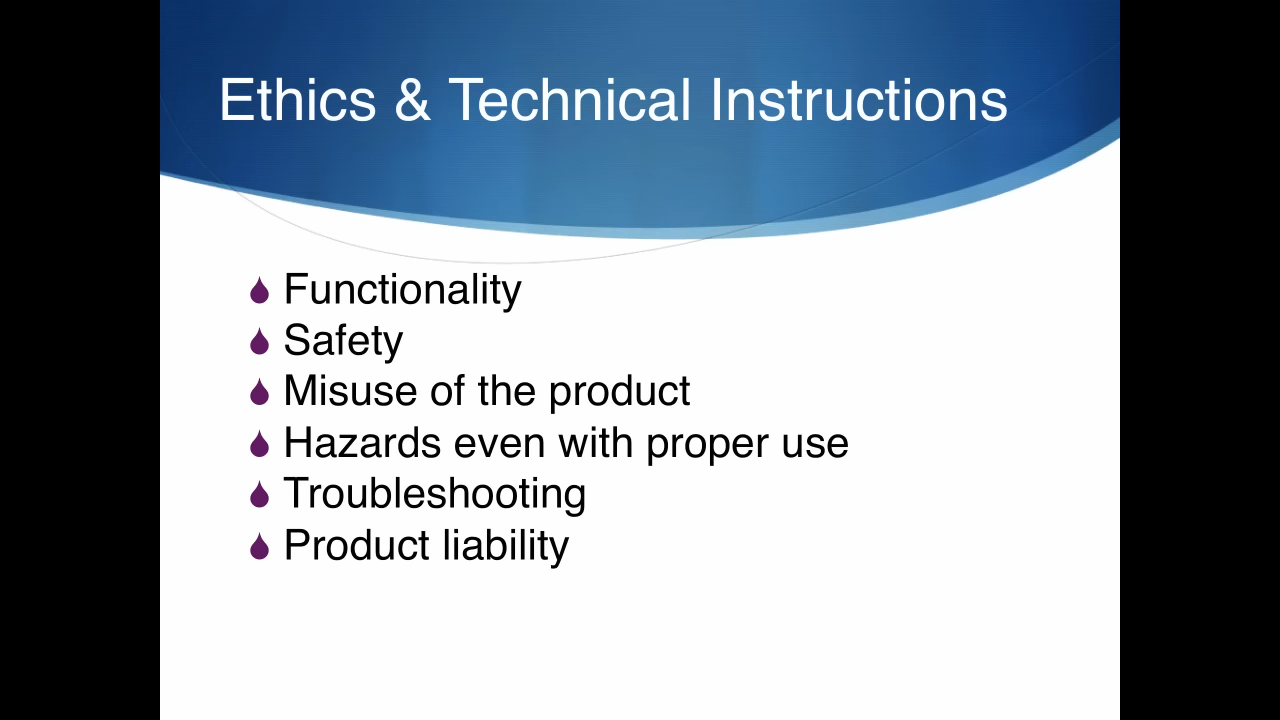 Ethics & Technical Instructions
Functionality
Safety
Misuse of the product
Hazards even with proper use
Troubleshooting
Product liability